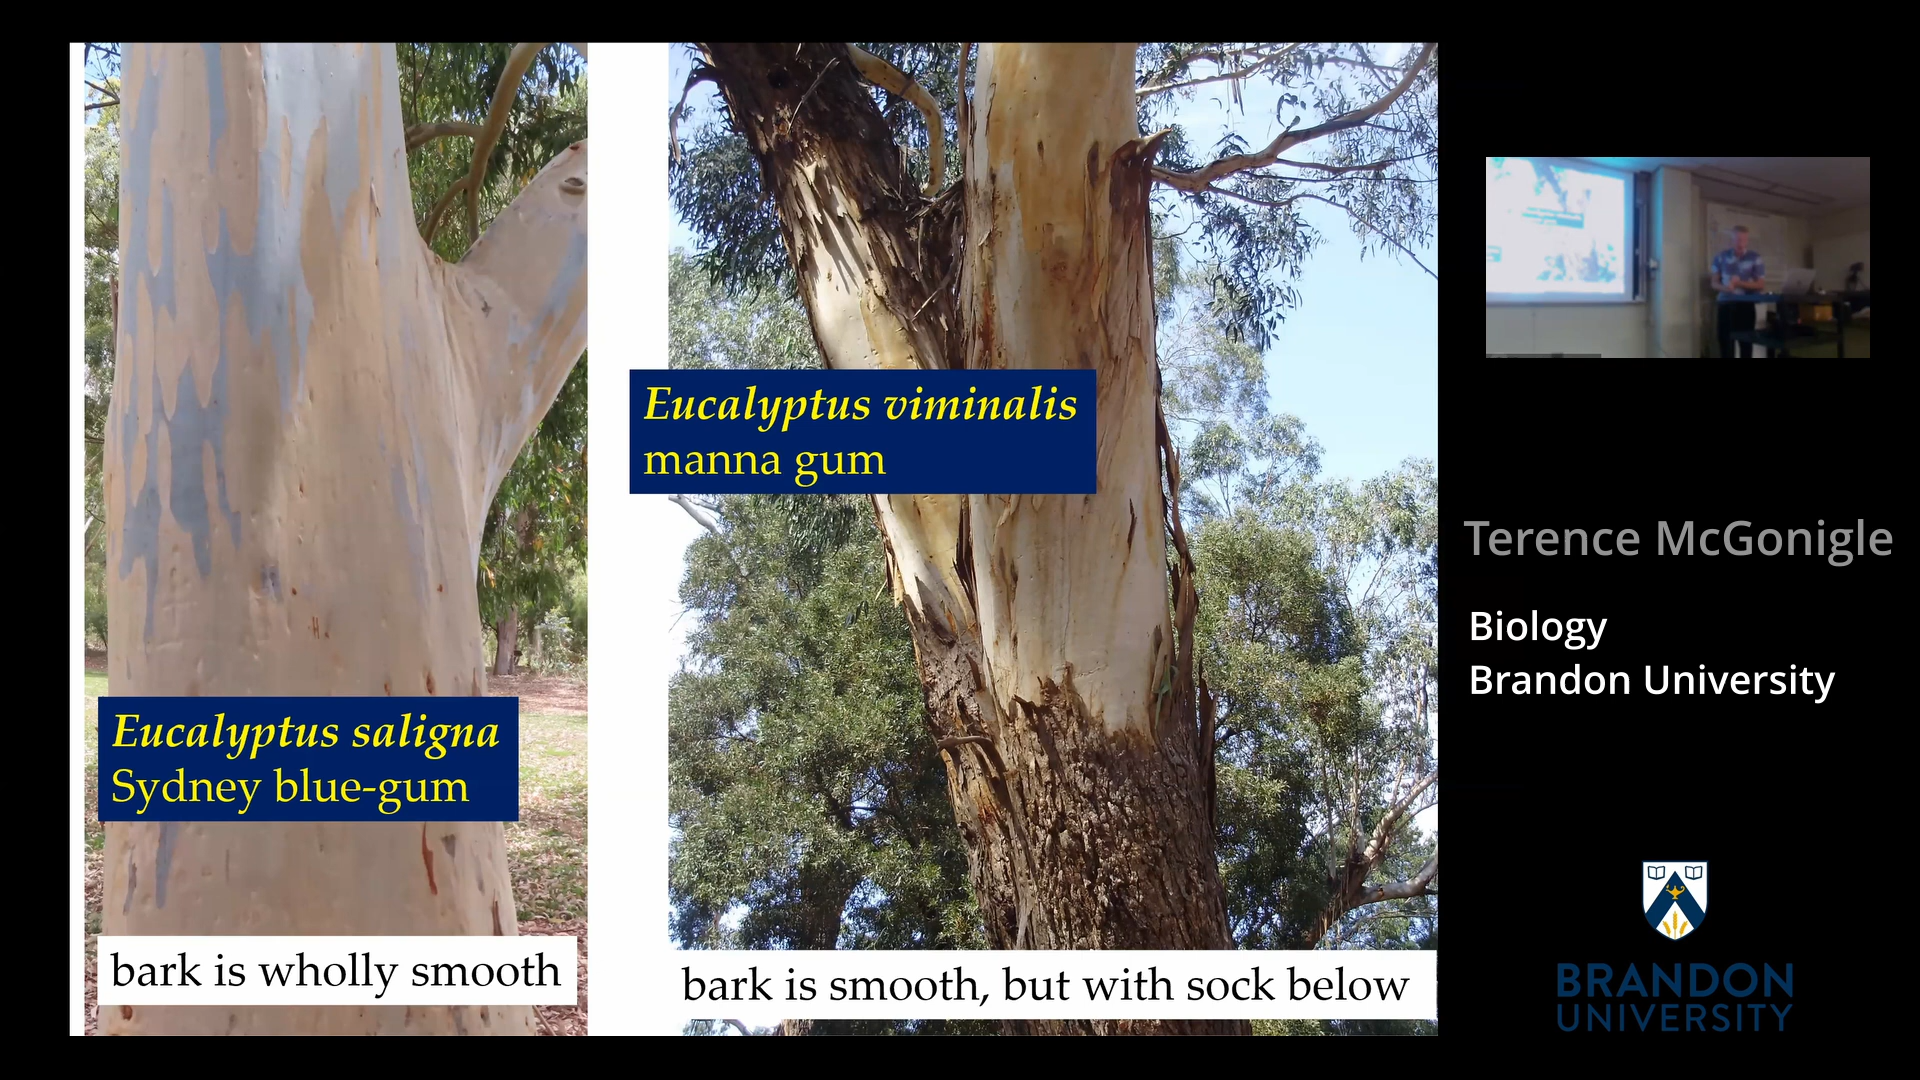 Eucalyptus viminalis
manna gum
Eucalyptus saligna
Sydney blue-gum
bark is wholly smooth
bark is smooth, but with sock below
Terence McGonigle
Biology
Brandon University
BRANDON
UNIVERSITY